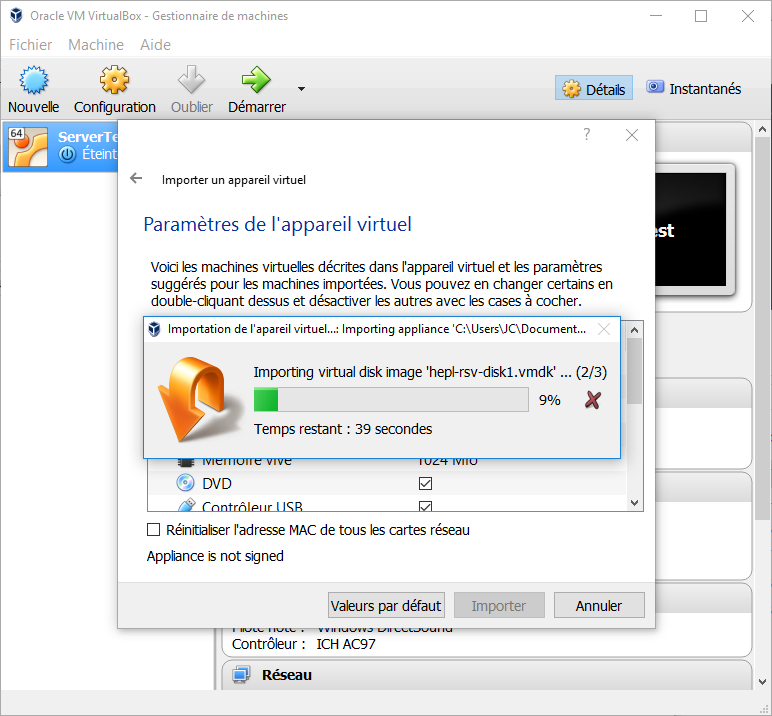 Oracle VM VirtualBox - Gestionnaire de machines
Fichier Machine Aide
Nouvelle Configuration Oublier Démarrer Détails Instantanés
64
ServerTe
Éteint
est
?
Importer un appareil virtuel
Paramètres de l'appareil virtuel
Voici les machines virtuelles décrites dans l'appareil virtuel et les paramètres
suggérés pour les machines importées. Vous pouvez en changer certains en
double-cliquant dessus et désactiver les autres avec les cases à cocher.
Importation de l'apareil virtuel...: Importing appliance 'C:\Users\JC\Document...
Importing virtual disk image 'hepl-rsv-disk1.vmdk' ... (2/3)
9%
Temps restant : 39 secondes
Mémoire vive 1024 Mio
DVD
Contrôleur USB
Réinitialiser l'adresse MAC de tous les cartes réseau
Appliance is not signed
Valeurs par défaut Importer Annuler
Pilote hôte : Windows DirectSound
Contrôleur : ICH AC97
Réseau